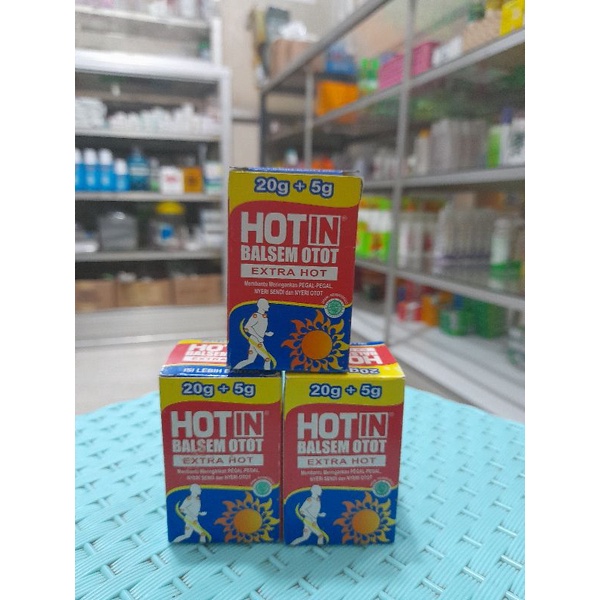 20g + 5g
HOT IN®
BALSEM OTOT
EXTRA HOT
Membantu Meringankan PEGAL-PEGAL,
NYERI SENDI dan NYERI OTOT
ISI LEBIH
20g + 5g
HOT IN
BALSEM OTOT
EXTRA HOT
Membantu Meringankan PEGAL-PEGAL,
NYERI SENDI dan NYERI OTOT
20g
20g + 5g
HOT IN
BALSEM OTOT
EXTRA HOT
Membantu Meringankan PEGAL-PEGAL,
NYERI SENDI dan NYERI OTOT